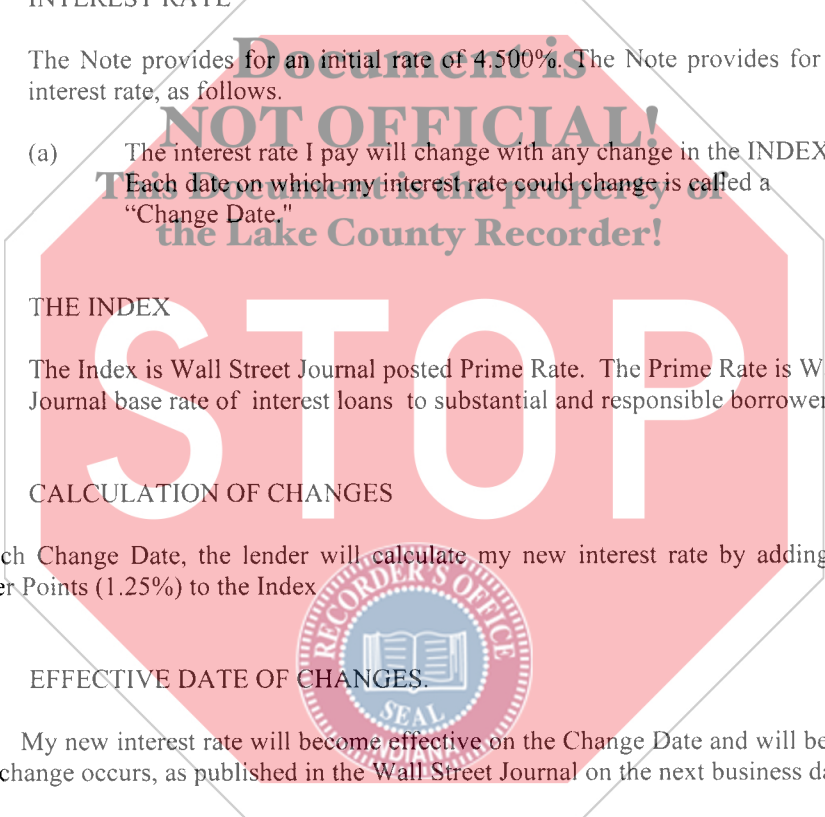 INTEREST RATE
Document is
The Note provides for an initial rate of 4.500%. The Note provides for
interest rate, as follows.
NOT OFFICIAL!
(a) The interest rate I pay will change with any change in the INDEX
This Document is the property of
Each date on which my interest rate could change is called a
“Change Date."
the Lake County Recorder!
THE INDEX
The Index is Wall Street Journal posted Prime Rate. The Prime Rate is W
Journal base rate of interest loans to substantial and responsible borrower
STOP
CALCULATION OF CHANGES
ch Change Date, the lender will calculate my new interest rate by adding
er Points (1.25%) to the Index
RECORDER'S OFFICE
EFFECTIVE DATE OF CHANGES.
SEAL
INDIANA
My new interest rate will become effective on the Change Date and will be
change occurs, as published in the Wall Street Journal on the next business da